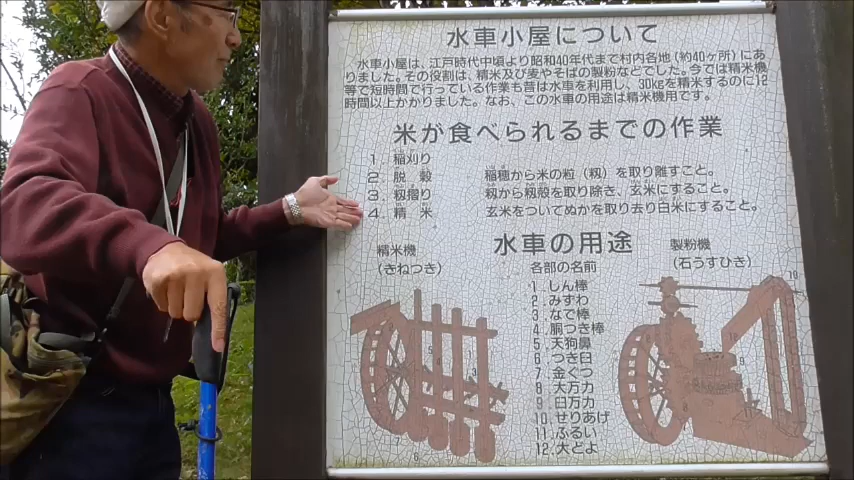 水車小屋について
水車小屋は、江戸時代中頃より昭和40年代まで村内各地(約40ヶ所)にあ
りました。その役割は、精米及び麦やそばの製粉などでした。今では農村工場
等で短時間で行っている作業も昔は水車を利用し、30kgを精米するのに12
時間以上かかりました。なお、この水車の用途は精米機用です。
米が食べられるまでの作業
1.稲刈り
2.脱 穀 稲穂から米の粒(籾)を取り離すこと。
3.籾摺り 籾から外の殻を取り除き、玄米にすること。
4.精 米 玄米をついてぬかを取り去り白米にすること。
水車の用途
精米機
(きねつき)
製粉機
(石うすひき)
各部の名前
1.しん棒
2.みずわ
3.なで棒
4.胴つき棒
5.天狗鼻
6.つき臼
7.金ぐつ
8.大万力
9.臼万力
10.せりあげ
11.ふるい
12.大どよ